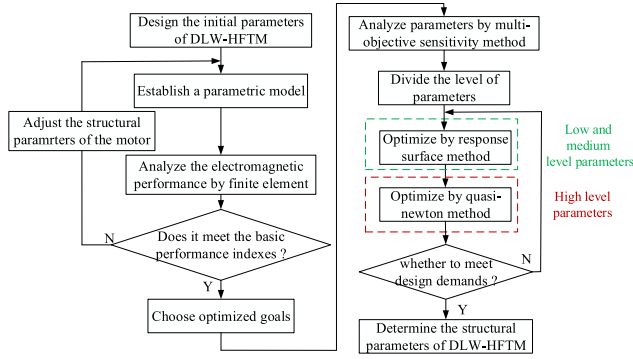 Design the initial parameters
of DLW-HFTM
Establish a parametric model
Adjust the structural
paramrters of the motor
Analyze the electromagnetic
performance by finite element
Does it meet the basic
performance indexes ?
N
Y
Choose optimized goals
Analyze parameters by multi-
objective sensitivity method
Divide the level of
parameters
Optimize by response
surface method
Low and
medium
level parameters
Optimize by quasi-
newton method
High level
parameters
whether to meet
design demands ?
N
Y
Determine the structural
parameters of DLW-HFTM